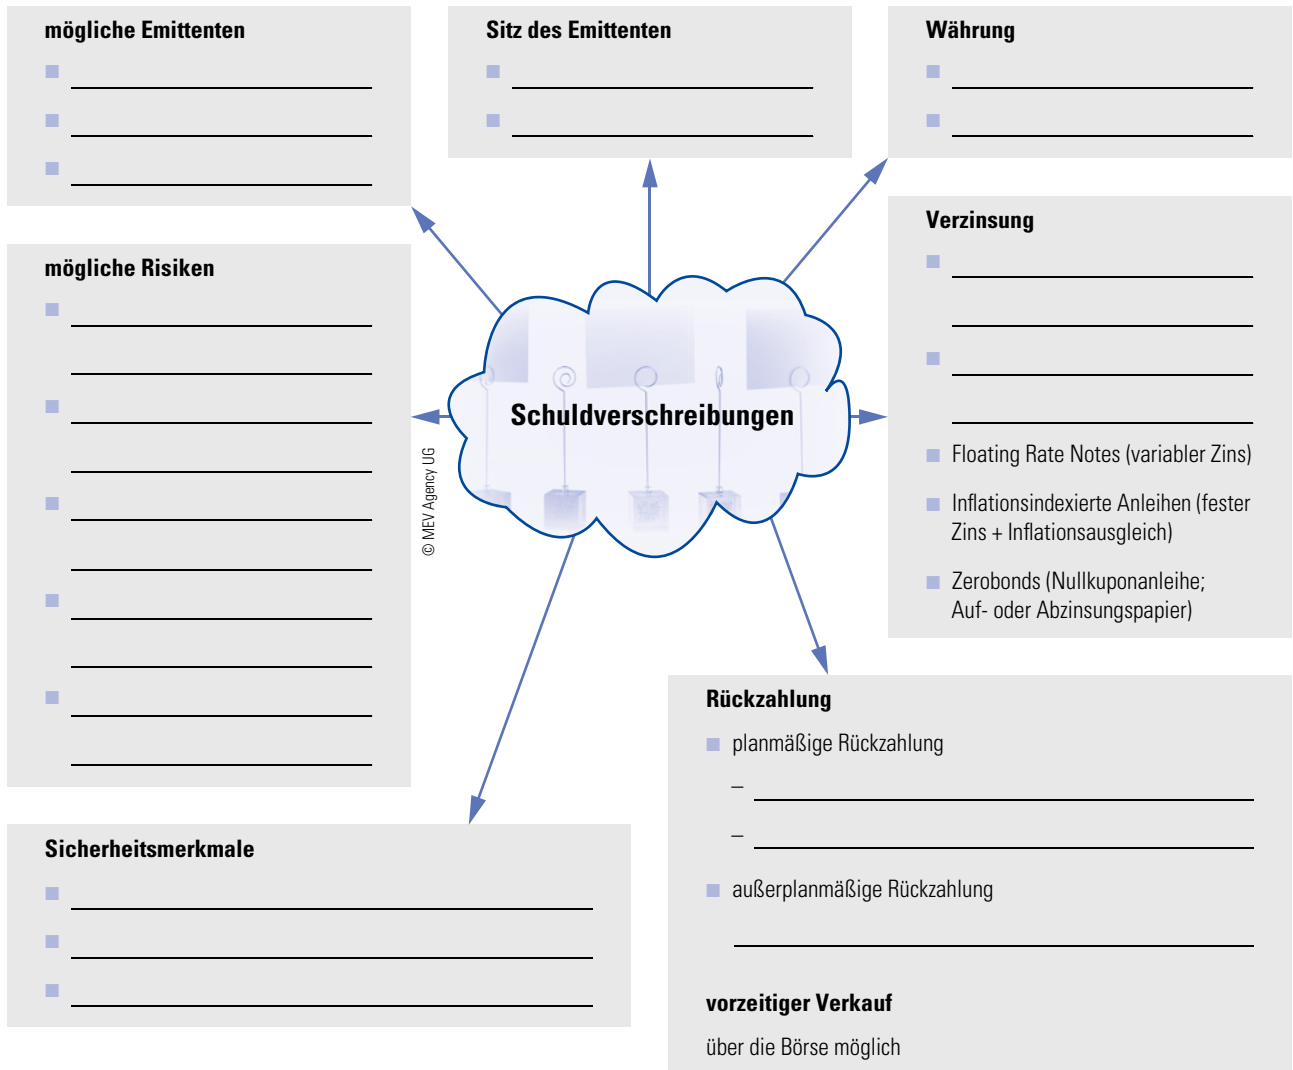 mögliche Emittenten
Sitz des Emittenten
Währung
mögliche Risiken
Verzinsung
Floating Rate Notes (variabler Zins)
Inflationsindexierte Anleihen (fester
Zins + Inflationsausgleich)
Zerobonds (Nullkuponanleihe;
Auf- oder Abzinsungspapier)
Schuldverschreibungen
© MEV Agency UG
Sicherheitsmerkmale
Rückzahlung
planmäßige Rückzahlung
–
–
außerplanmäßige Rückzahlung
vorzeitiger Verkauf
über die Börse möglich